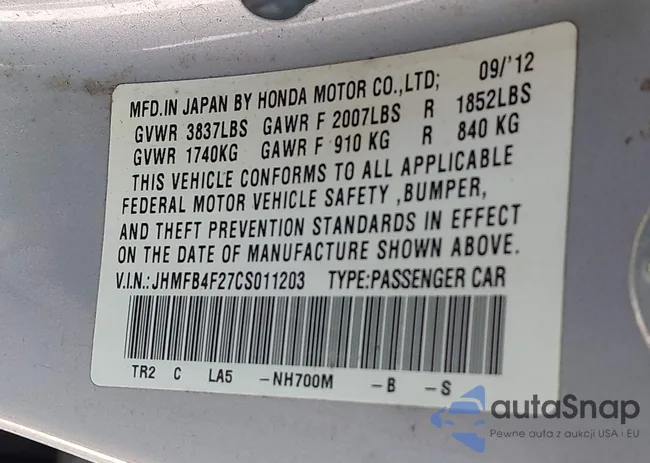 MFD.IN JAPAN BY HONDA MOTOR CO.,LTD; 09/'12
GVWR 3837LBS GAWR F 2007LBS R 1852LBS
GVWR 1740KG GAWR F 910 KG R 840 KG
THIS VEHICLE CONFORMS TO ALL APPLICABLE
FEDERAL MOTOR VEHICLE SAFETY ,BUMPER,
AND THEFT PREVENTION STANDARDS IN EFFECT
ON THE DATE OF MANUFACTURE SHOWN ABOVE.
V.I.N.:JHMFB4F27CS011203 TYPE:PASSENGER CAR
TR2 C LA5 -NH700M -B -S
autaSnap
Pewne auta z aukcji USA i EU